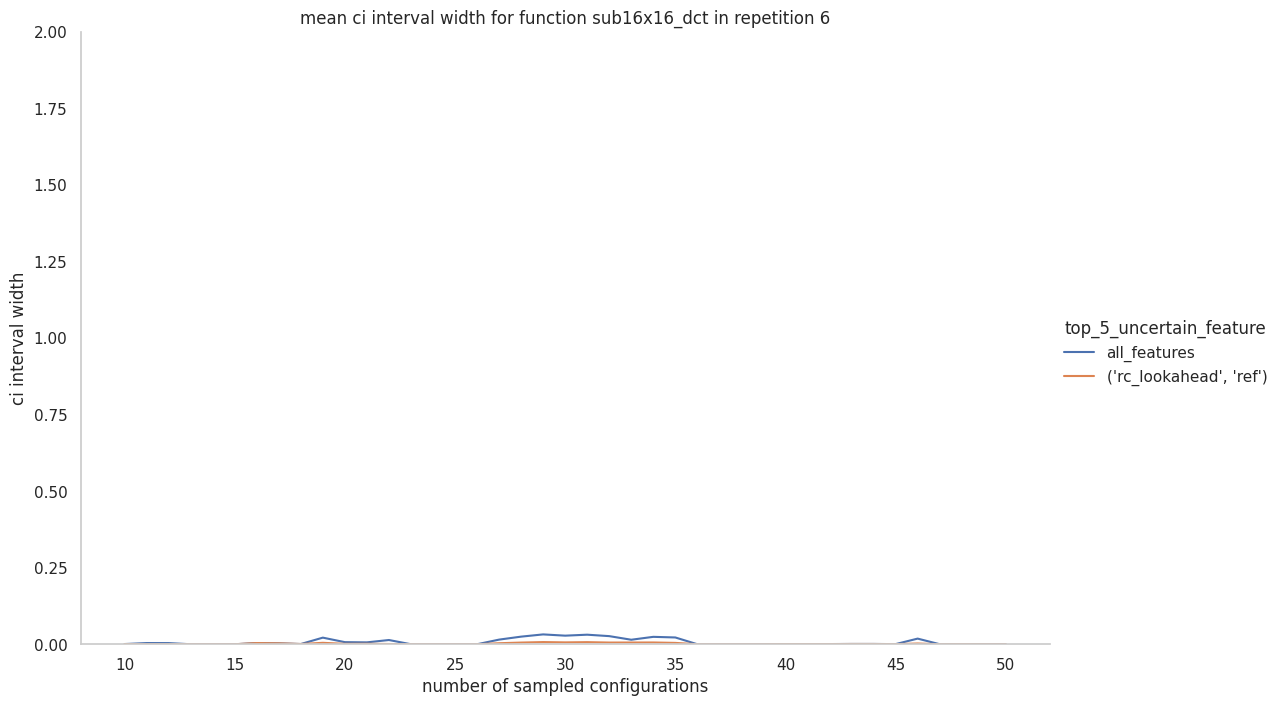 mean ci interval width for function sub16x16_dct in repetition 6
2.00
1.75
1.50
1.25
1.00
0.75
0.50
0.25
0.00
ci interval width
10 15 20 25 30 35 40 45 50
number of sampled configurations
top_5_uncertain_feature
all_features
('rc_lookahead', 'ref')